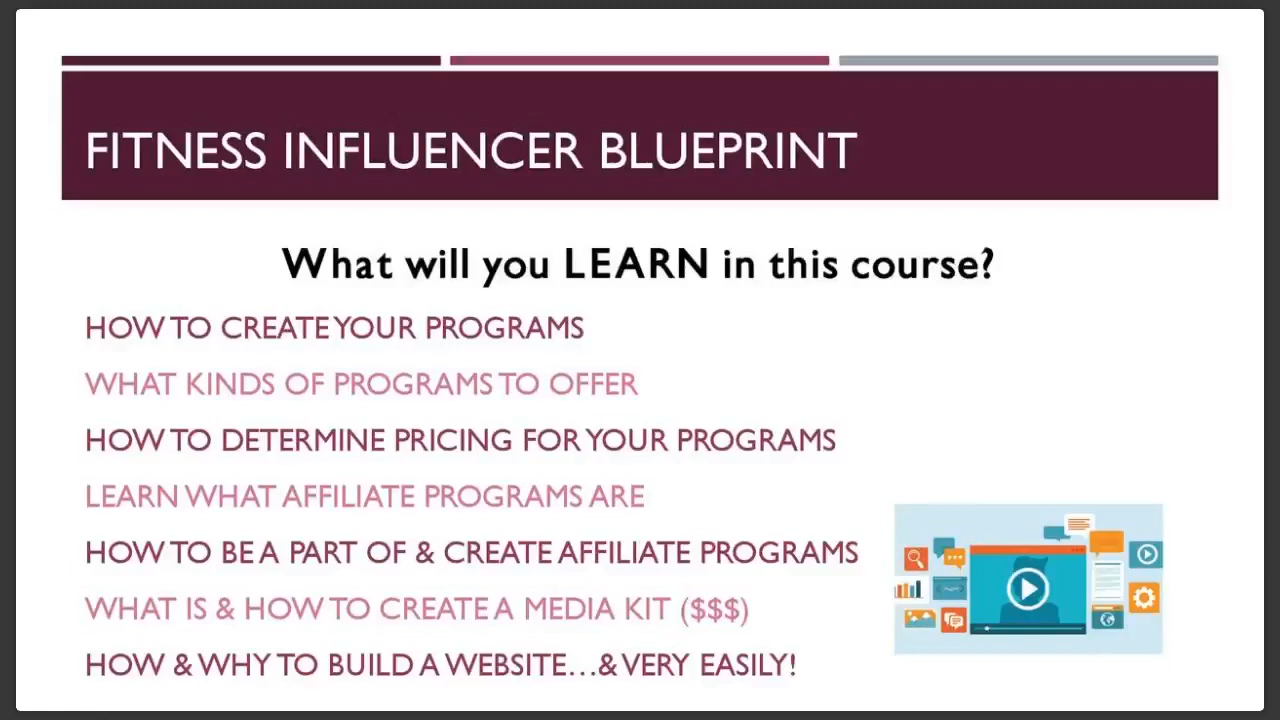 FITNESS INFLUENCER BLUEPRINT
What will you LEARN in this course?
HOW TO CREATE YOUR PROGRAMS
WHAT KINDS OF PROGRAMS TO OFFER
HOW TO DETERMINE PRICING FOR YOUR PROGRAMS
LEARN WHAT AFFILIATE PROGRAMS ARE
HOW TO BE A PART OF & CREATE AFFILIATE PROGRAMS
WHAT IS & HOW TO CREATE A MEDIA KIT ($$$)
HOW & WHY TO BUILD A WEBSITE...& VERY EASILY!